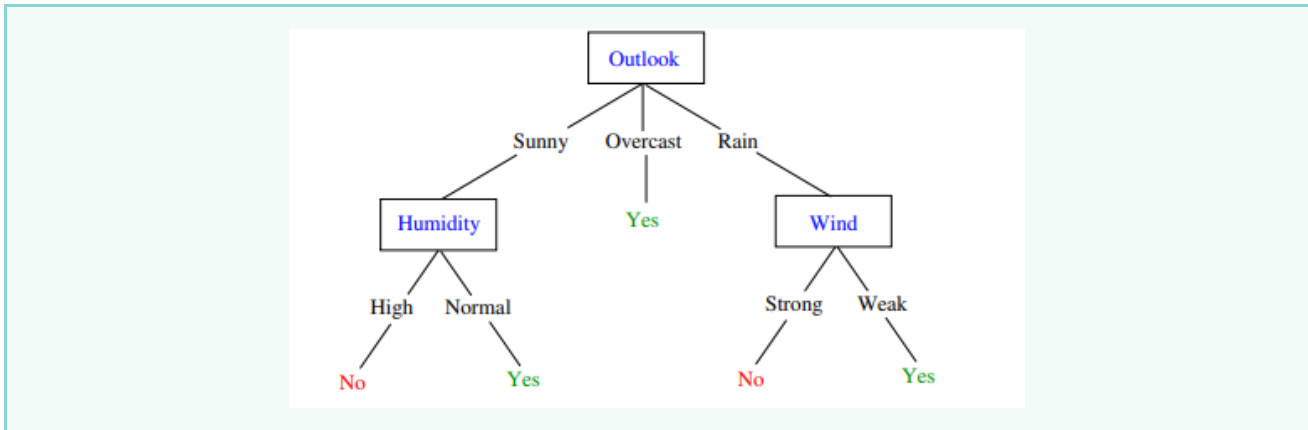 Outlook
Sunny Overcast Rain
Humidity Yes Wind
High Normal Strong Weak
No Yes No Yes